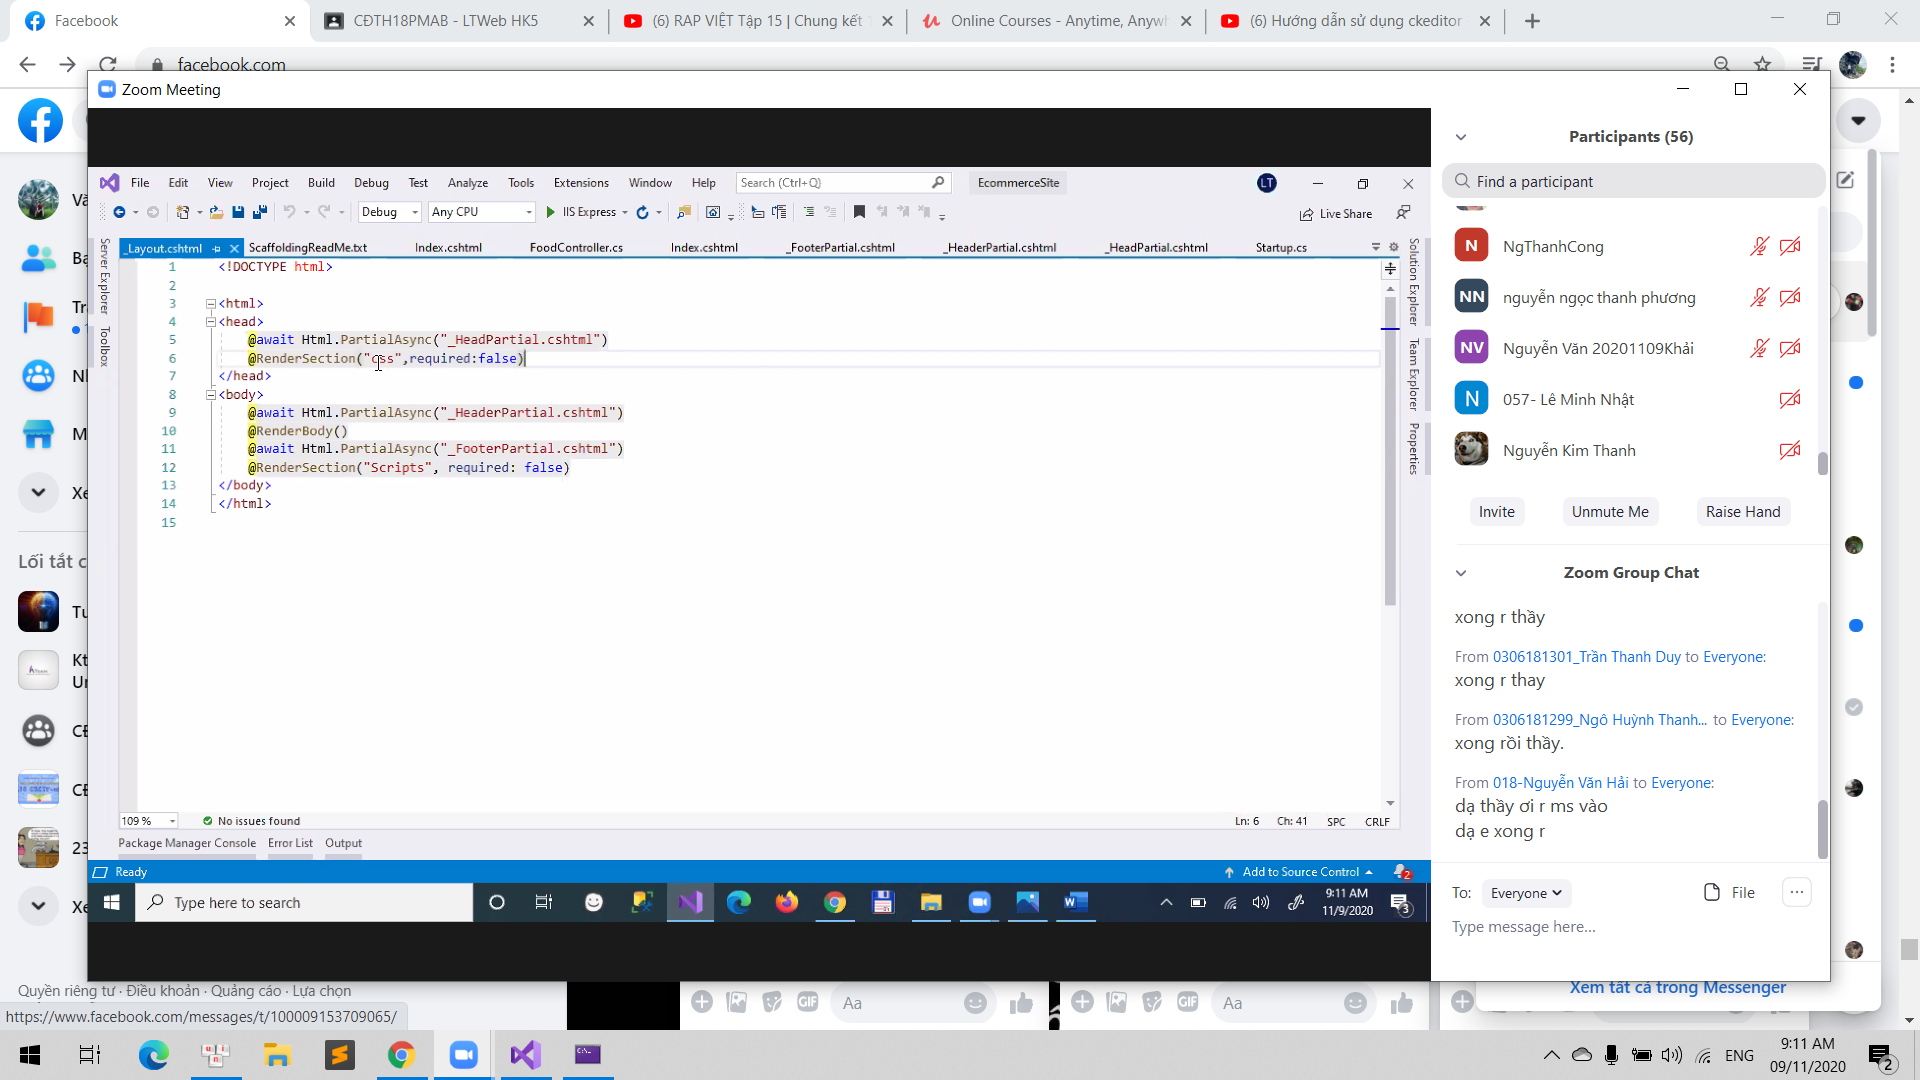 Facebook
CĐTH18PMAB - LTWeb HK5
(6) RAP VIỆT Tập 15 | Chung kết
Online Courses - Anytime, Anywh
(6) Hướng dẫn sử dụng ckeditor
facebook.com
Zoom Meeting
File Edit View Project Build Debug Test Analyze Tools Extensions Window Help
Search (Ctrl+Q)
EcommerceSite
LT
Debug
Any CPU
IIS Express
Live Share
_Layout.cshtml
ScaffoldingReadMe.txt
Index.cshtml
FoodController.cs
Index.cshtml
_FooterPartial.cshtml
_HeaderPartial.cshtml
_HeadPartial.cshtml
Startup.cs
Server Explorer
Toolbox
Solution Explorer
Team Explorer
Properties
1 <!DOCTYPE html>
2
3 <html>
4 <head>
5 @await Html.PartialAsync("_HeadPartial.cshtml")
6 @RenderSection("css",required:false)
7 </head>
8 <body>
9 @await Html.PartialAsync("_HeaderPartial.cshtml")
10 @RenderBody()
11 @await Html.PartialAsync("_FooterPartial.cshtml")
12 @RenderSection("Scripts", required: false)
13 </body>
14 </html>
15
109 %
No issues found
Ln: 6 Ch: 41 SPC CRLF
Package Manager Console Error List Output
Ready
Add to Source Control
2
Type here to search
9:11 AM
11/9/2020
3
Participants (56)
Find a participant
N NgThanhCong
NN nguyễn ngọc thanh phương
NV Nguyễn Văn 20201109Khải
N 057- Lê Minh Nhật
Nguyễn Kim Thanh
Invite
Unmute Me
Raise Hand
Zoom Group Chat
xong r thầy
From 0306181301_Trần Thanh Duy to Everyone:
xong r thay
From 0306181299_Ngô Huỳnh Thanh... to Everyone:
xong rồi thầy.
From 018-Nguyễn Văn Hải to Everyone:
dạ thầy ơi r ms vào
dạ e xong r
To: Everyone
File
Type message here...
Lối tắt c
Quyền riêng tư · Điều khoản · Quảng cáo · Lựa chọn
https://www.facebook.com/messages/t/100009153709065/
GIF
Aa
GIF
Aa
Xem tất cả trong Messenger
ENG
9:11 AM
09/11/2020
2